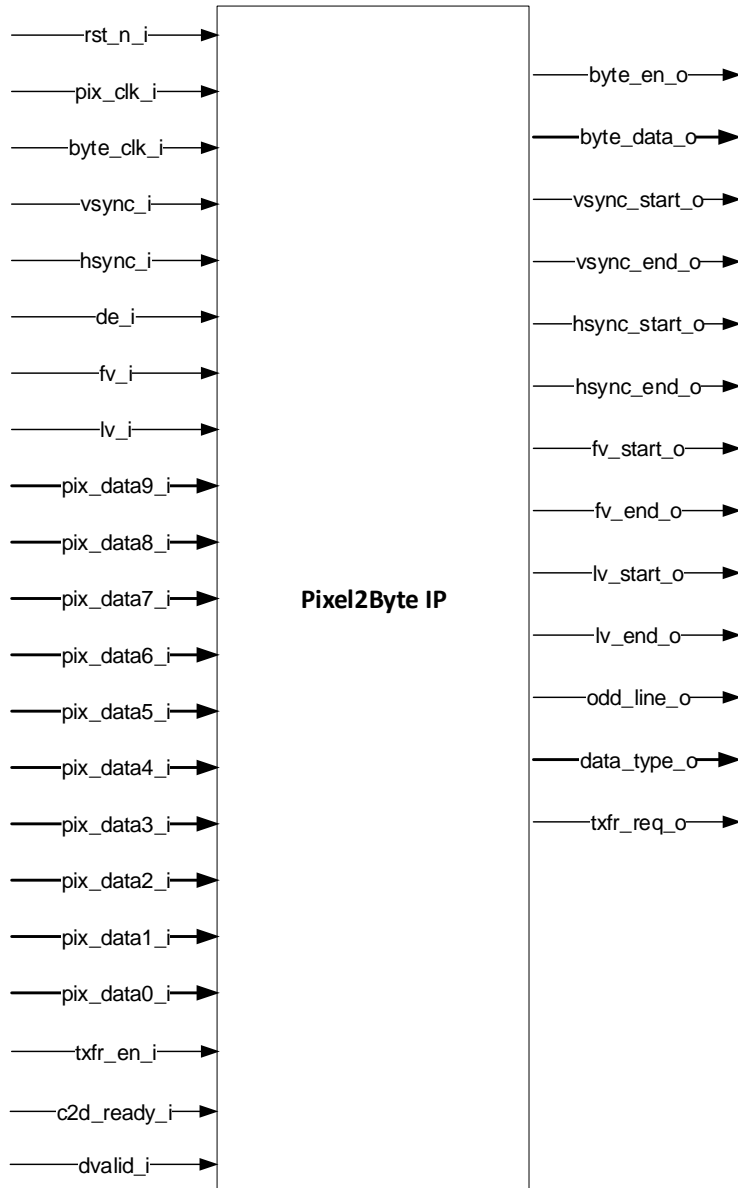 rst_n_i
pix_clk_i
byte_clk_i
vsync_i
hsync_i
de_i
fv_i
lv_i
pix_data9_i
pix_data8_i
pix_data7_i
pix_data6_i
pix_data5_i
pix_data4_i
pix_data3_i
pix_data2_i
pix_data1_i
pix_data0_i
txfr_en_i
c2d_ready_i
dvalid_i
Pixel2Byte IP
byte_en_o
byte_data_o
vsync_start_o
vsync_end_o
hsync_start_o
hsync_end_o
fv_start_o
fv_end_o
lv_start_o
lv_end_o
odd_line_o
data_type_o
txfr_req_o